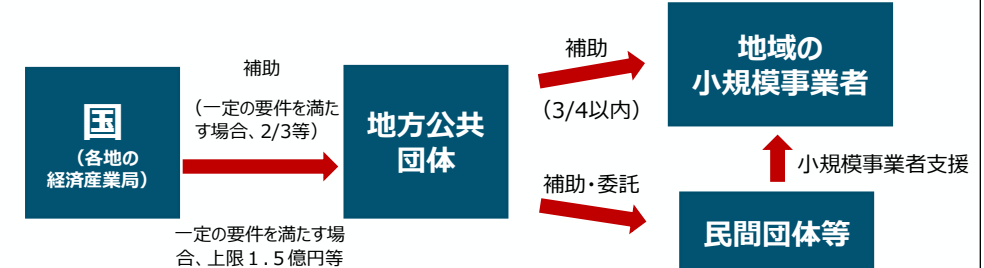 国
（各地の
経済産業局）
補助
（一定の要件を満た
す場合、2/3等）
一定の要件を満たす場
合、上限１.５億円等
地方公共
団体
補助
（3/4以内）
補助・委託
地域の
小規模事業者
小規模事業者支援
民間団体等